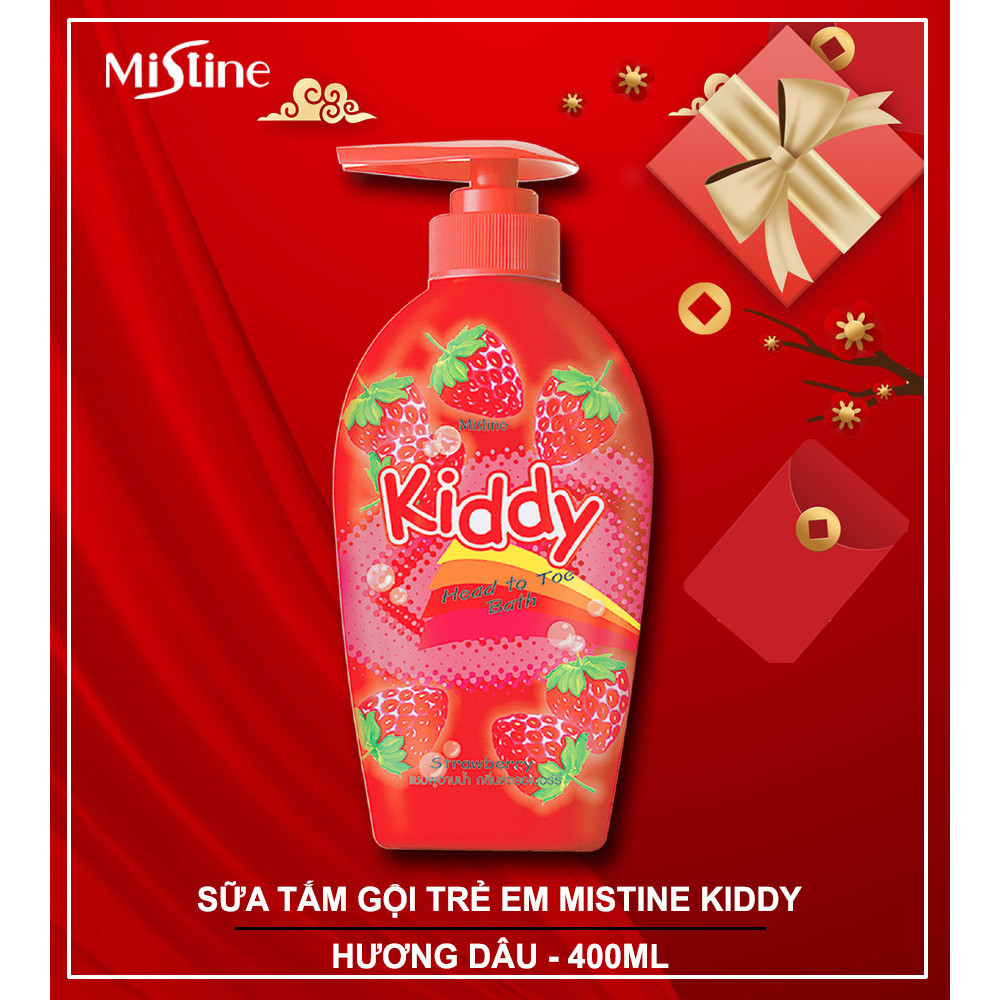 Mistine
Mistine
Kiddy
Head to Toe
Bath
Strawberry
SỮA TẮM GỘI TRẺ EM MISTINE KIDDY
HƯƠNG DÂU - 400ML